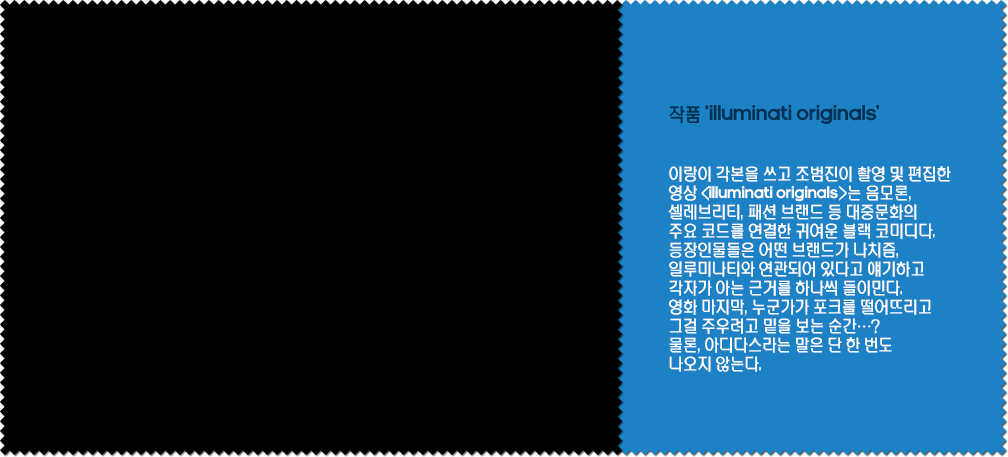 작품 ‘illuminati originals’
이랑이 각본을 쓰고 조범진이 촬영 및 편집한
영상 <illuminati originals>는 음모론,
셀레브리티, 패션 브랜드 등 대중문화의
주요 코드를 연결한 귀여운 블랙 코미디다.
등장인물들은 어떤 브랜드가 나치즘,
일루미나티와 연관되어 있다고 얘기하고
각자가 아는 근거를 하나씩 들이민다.
영화 마지막, 누군가가 포크를 떨어뜨리고
그걸 주우려고 밑을 보는 순간…?
물론, 아디다스라는 말은 단 한 번도
나오지 않는다.